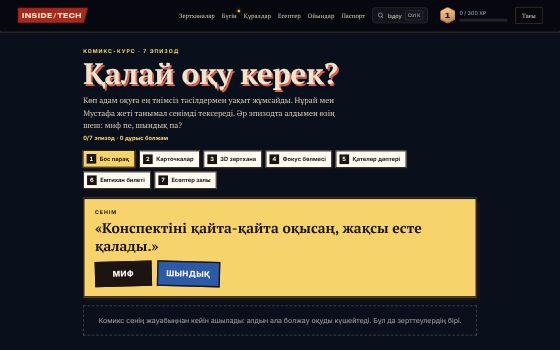 INSIDE/TECH
Зертханалар Бүгін Құралдар Есептер Ойындар Паспорт Іздеу Ctrl K 1 0 / 300 XP Таңғы
КОМИКС-КУРС · 7 ЭПИЗОД
Қалай оқу керек?
Көп адам оқуға ең тиімсіз тәсілдермен уақыт жұмсайды. Нұрай мен
Мұстафа жеті танымал сенімді тексереді. Әр эпизодта алдымен өзің
шеш: миф пе, шындық па?
0/7 эпизод · 0 дұрыс болжам
1 Бос парақ 2 Карточкалар 3 3D зертхана 4 Фокус бөлмесі 5 Қателер дәптері
6 Емтихан билеті 7 Есептер залы
СЕНІМ
«Конспектіні қайта-қайта оқысаң, жақсы есте
қалады.»
МИФ ШЫНДЫҚ
Комикс сенің жауабыңнан кейін ашылады: алдын ала болжау оқуды күшейтеді. Бұл да зерттеулердің бірі.